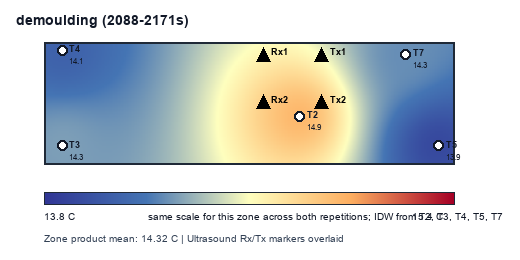 demoulding (2088-2171s)
T4
14.1
Rx1
Tx1
T7
14.3
Rx2
Tx2
T2
14.9
T3
14.3
T5
13.9
13.8 C
same scale for this zone across both repetitions; IDW from T2, T3, T4, T5, T7
Zone product mean: 14.32 C | Ultrasound Rx/Tx markers overlaid